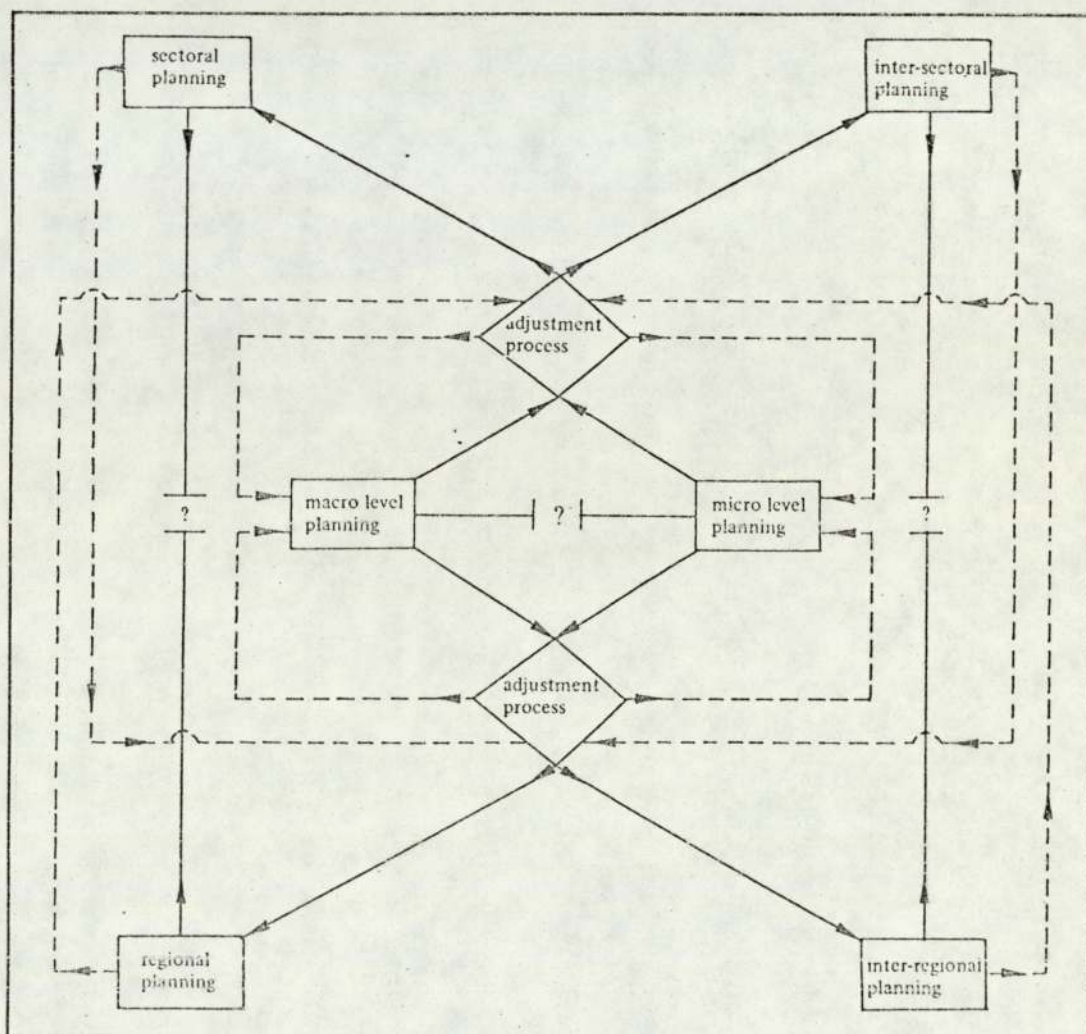 sectoral
planning
inter-sectoral
planning
adjustment
process
macro level
planning
?
?
micro level
planning
?
adjustment
process
regional
planning
inter-regional
planning